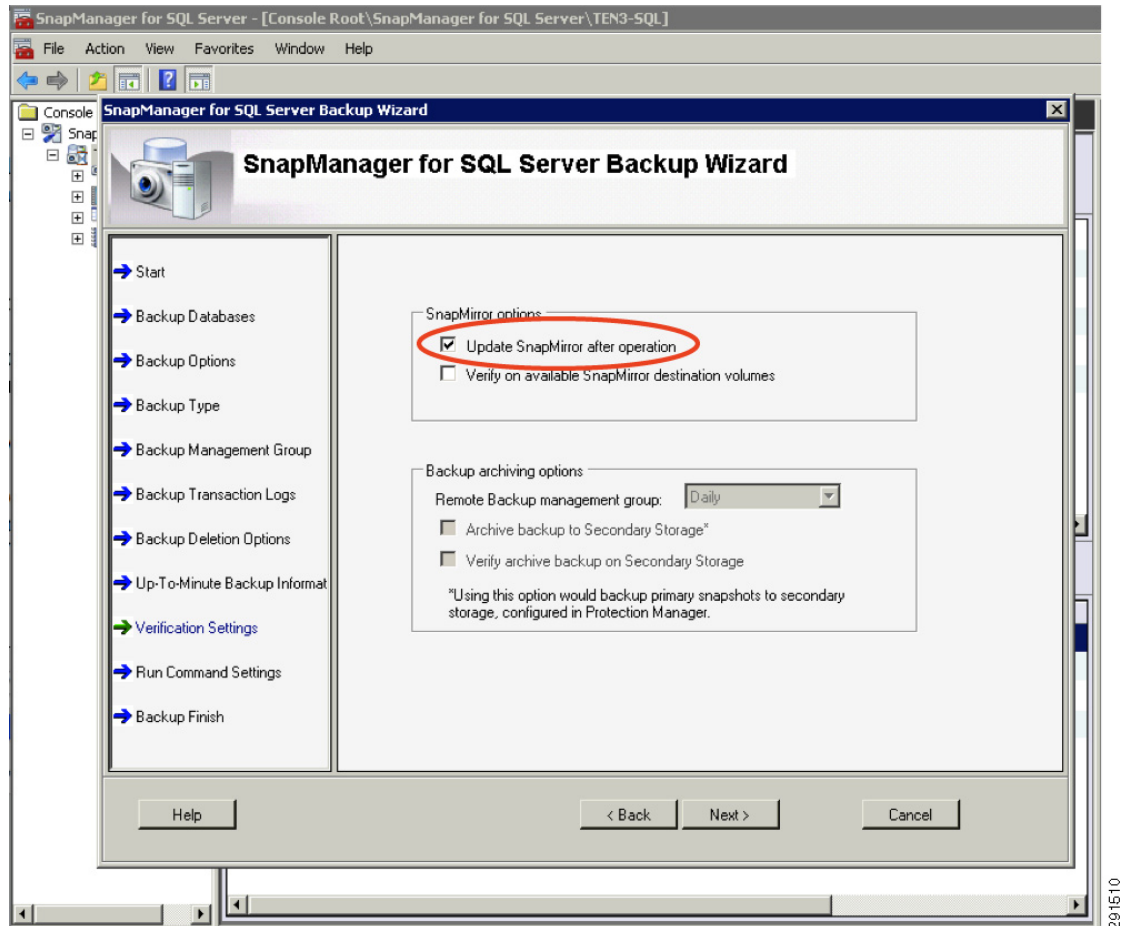 SnapManager for SQL Server - [Console Root\SnapManager for SQL Server\TEN3-SQL]
File Action View Favorites Window Help
Console
Snap
SnapManager for SQL Server Backup Wizard
SnapManager for SQL Server Backup Wizard
Start
Backup Databases
Backup Options
Backup Type
Backup Management Group
Backup Transaction Logs
Backup Deletion Options
Up-To-Minute Backup Informat
Verification Settings
Run Command Settings
Backup Finish
SnapMirror options
Update SnapMirror after operation
Verify on available SnapMirror destination volumes
Backup archiving options
Remote Backup management group: Daily
Archive backup to Secondary Storage*
Verify archive backup on Secondary Storage
*Using this option would backup primary snapshots to secondary
storage, configured in Protection Manager.
Help
< Back
Next >
Cancel
291510